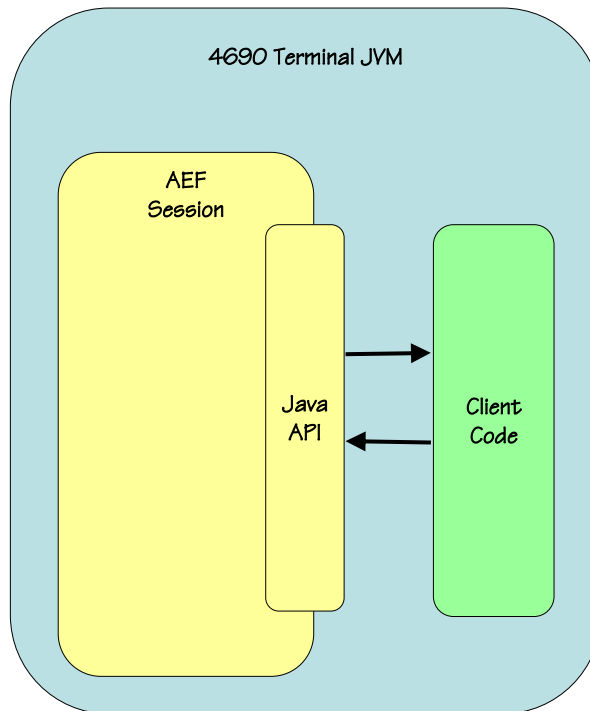 4690 Terminal JVM
AEF
Session
Java
API
Client
Code